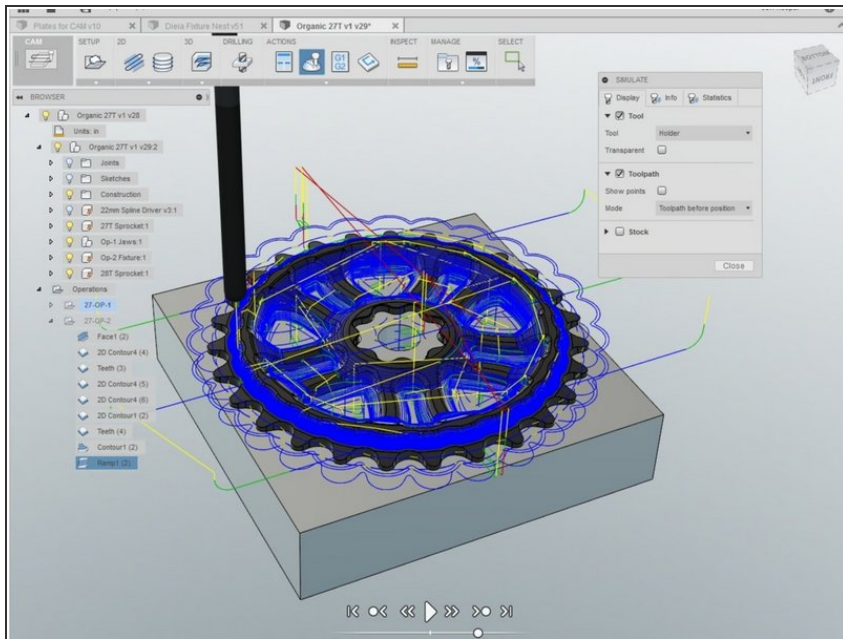 Plates for CAM v10
Dieia Fixture Nest v51
Organic 27T v1 v29*
CAM
SETUP
2D
3D
DRILLING
ACTIONS
INSPECT
MANAGE
SELECT
G1
G2
%
BOTTOM
FRONT
BROWSER
Organic 27T v1 v28
Units: in
Organic 27T v1 v29:2
Joints
Sketches
Construction
22mm Spline Driver v3:1
27T Sprocket:1
Op-1 Jaws:1
Op-2 Fixture:1
28T Sprocket:1
Operations
27-OP-1
27-OP-2
Face1 (2)
2D Contour4 (4)
Teeth (3)
2D Contour4 (5)
2D Contour4 (6)
2D Contour1 (2)
Teeth (4)
Contour1 (2)
Ramp1 (2)
SIMULATE
Display
Info
Statistics
Tool
Tool
Holder
Transparent
Toolpath
Show points
Mode
Toolpath before position
Stock
Close